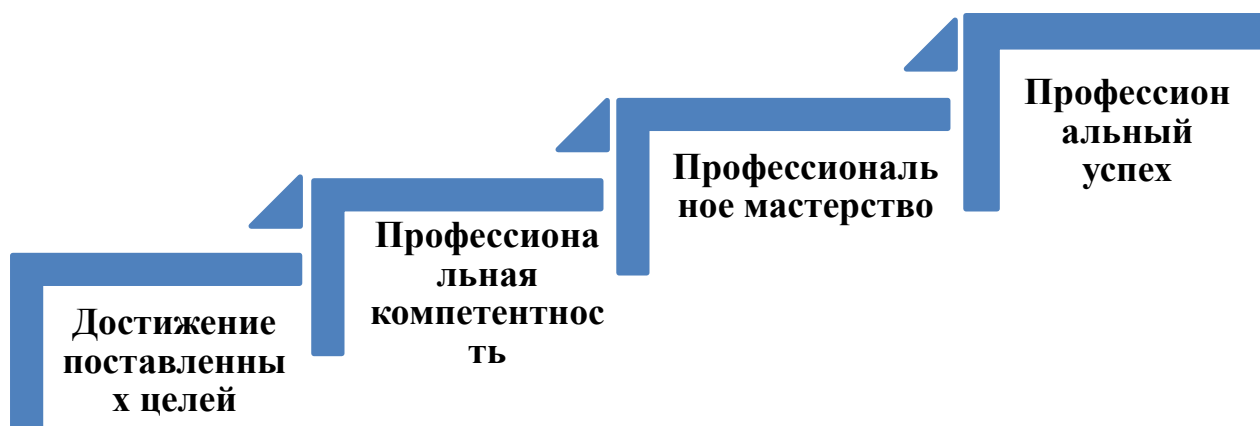 Достижение
поставленны
х целей
Профессиона
льная
компетентнос
ть
Профессиональ
ное мастерство
Профессион
альный
успех